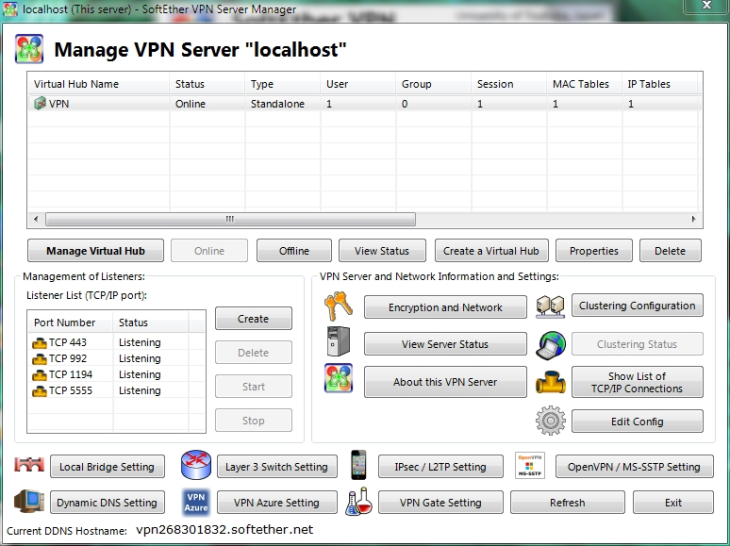 localhost (This server) - SoftEther VPN Server Manager
Manage VPN Server "localhost"
Virtual Hub Name Status Type User Group Session MAC Tables IP Tables
VPN Online Standalone 1 0 1 1 1
Manage Virtual Hub Online Offline View Status Create a Virtual Hub Properties Delete
Management of Listeners:
Listener List (TCP/IP port):
Port Number Status
TCP 443 Listening
TCP 992 Listening
TCP 1194 Listening
TCP 5555 Listening
Create
Delete
Start
Stop
VPN Server and Network Information and Settings:
Encryption and Network
Clustering Configuration
View Server Status
Clustering Status
About this VPN Server
Show List of
TCP/IP Connections
Edit Config
Local Bridge Setting Layer 3 Switch Setting IPsec / L2TP Setting OpenVPN MS-SSTP OpenVPN / MS-SSTP Setting
Dynamic DNS Setting VPN Azure VPN Azure Setting VPN Gate Setting Refresh Exit
Current DDNS Hostname: vpn268301832.softether.net